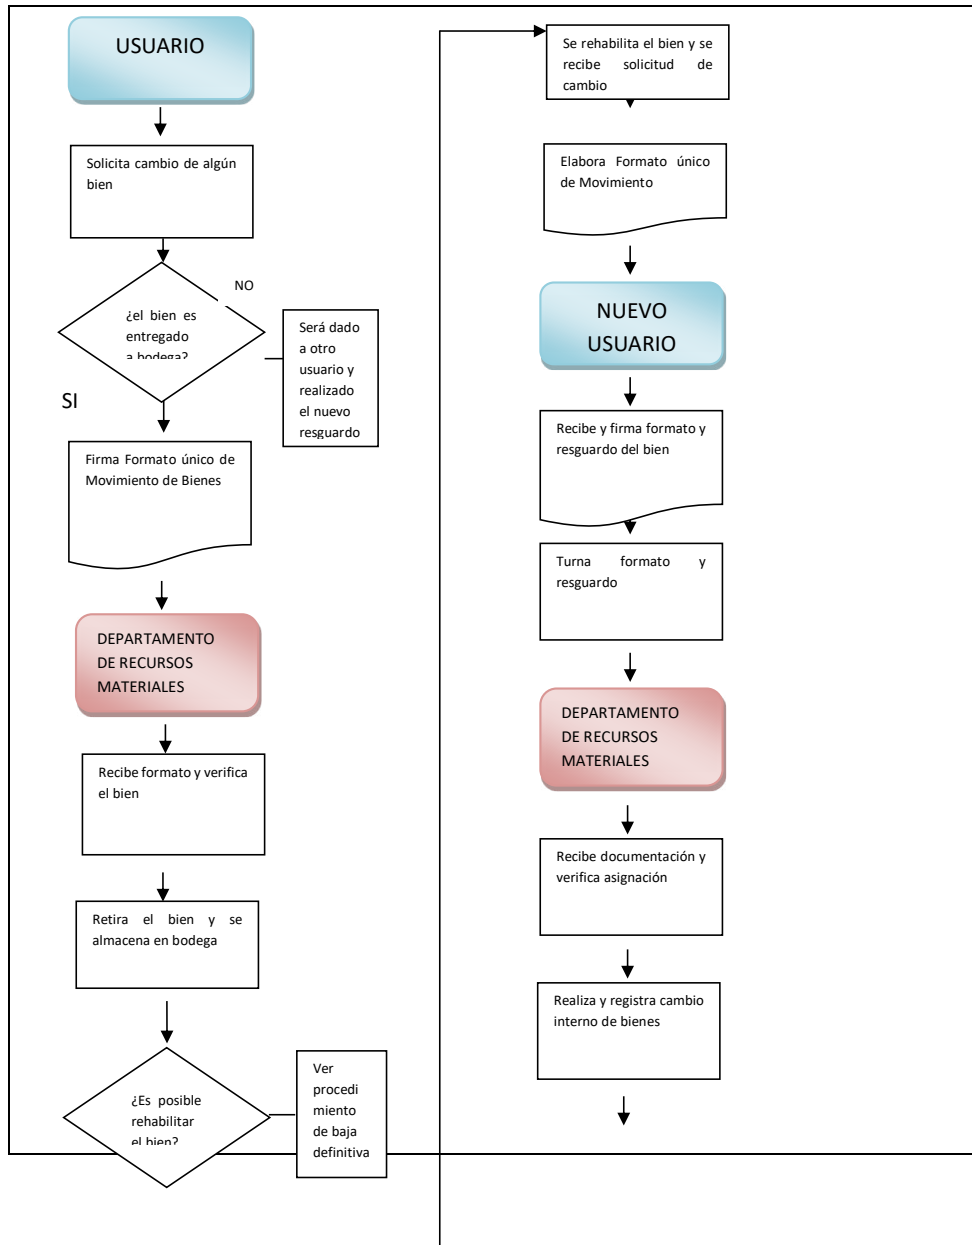 USUARIO
Solicita cambio de algún
bien
NO
¿el bien es
entregado
a bodega?
Será dado
a otro
usuario y
realizado
el nuevo
resguardo
SI
Firma Formato único de
Movimiento de Bienes
DEPARTAMENTO
DE RECURSOS
MATERIALES
Recibe formato y verifica
el bien
Retira el bien y se
almacena en bodega
¿Es posible
rehabilitar
el bien?
Ver
procedi
miento
de baja
definitiva
Se rehabilita el bien y se
recibe solicitud de
cambio
Elabora Formato único
de Movimiento
NUEVO
USUARIO
Recibe y firma formato y
resguardo del bien
Turna formato y
resguardo
DEPARTAMENTO
DE RECURSOS
MATERIALES
Recibe documentación y
verifica asignación
Realiza y registra cambio
interno de bienes